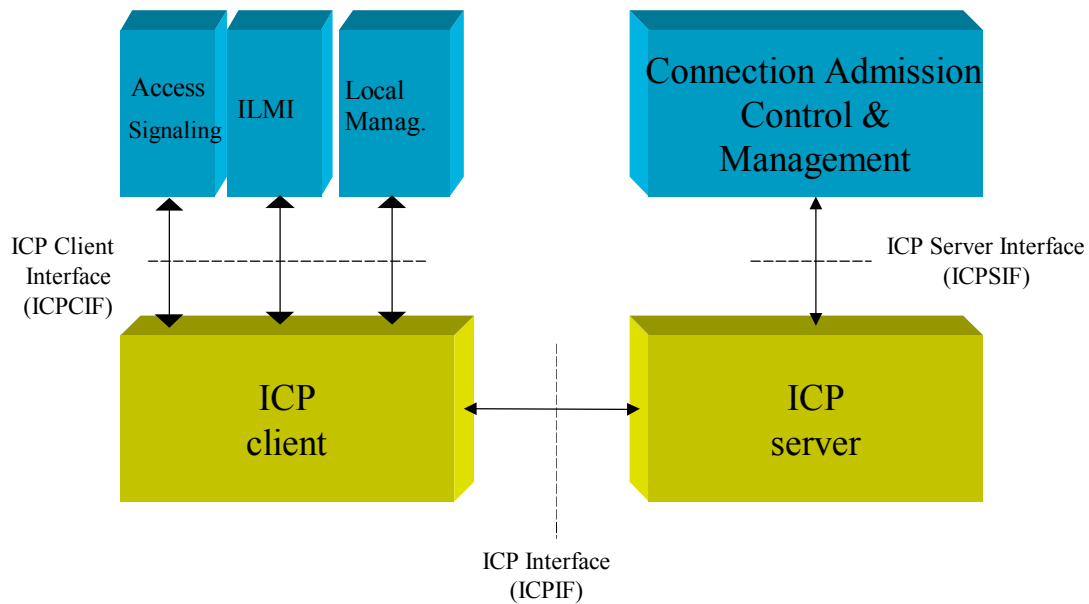 Access
Signaling
ILMI
Local
Manag.
Connection Admission
Control &
Management
ICP Client
Interface
(ICPCIF)
ICP Server Interface
(ICPSIF)
ICP
client
ICP
server
ICP Interface
(ICPIF)